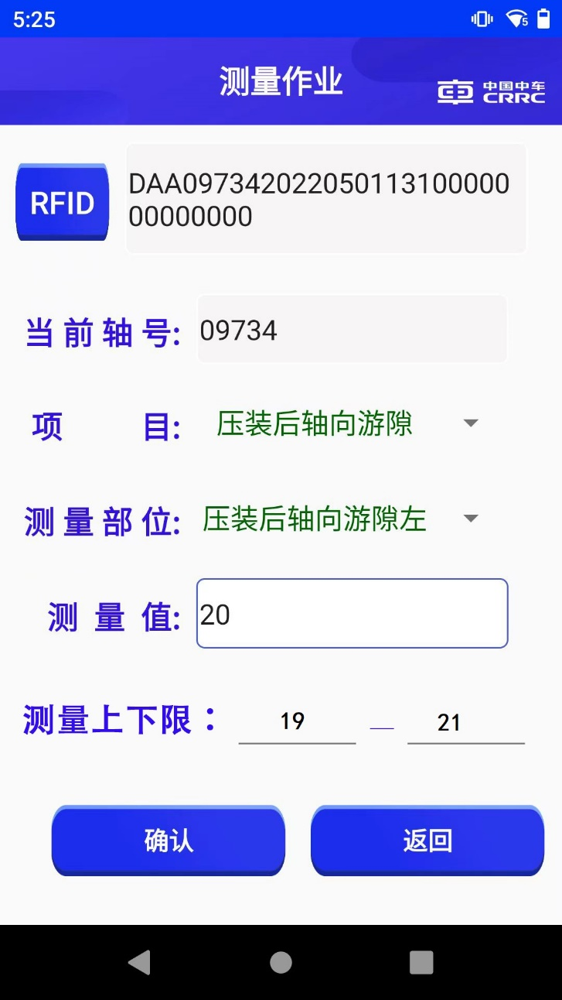 5:25
5
测量作业
中国中车
CRRC
RFID
DAA097342022050113100000
00000000
当前轴号:
09734
项目:
压装后轴向游隙
测量部位:
压装后轴向游隙左
测量值:
20
测量上下限：
19 — 21
确认
返回